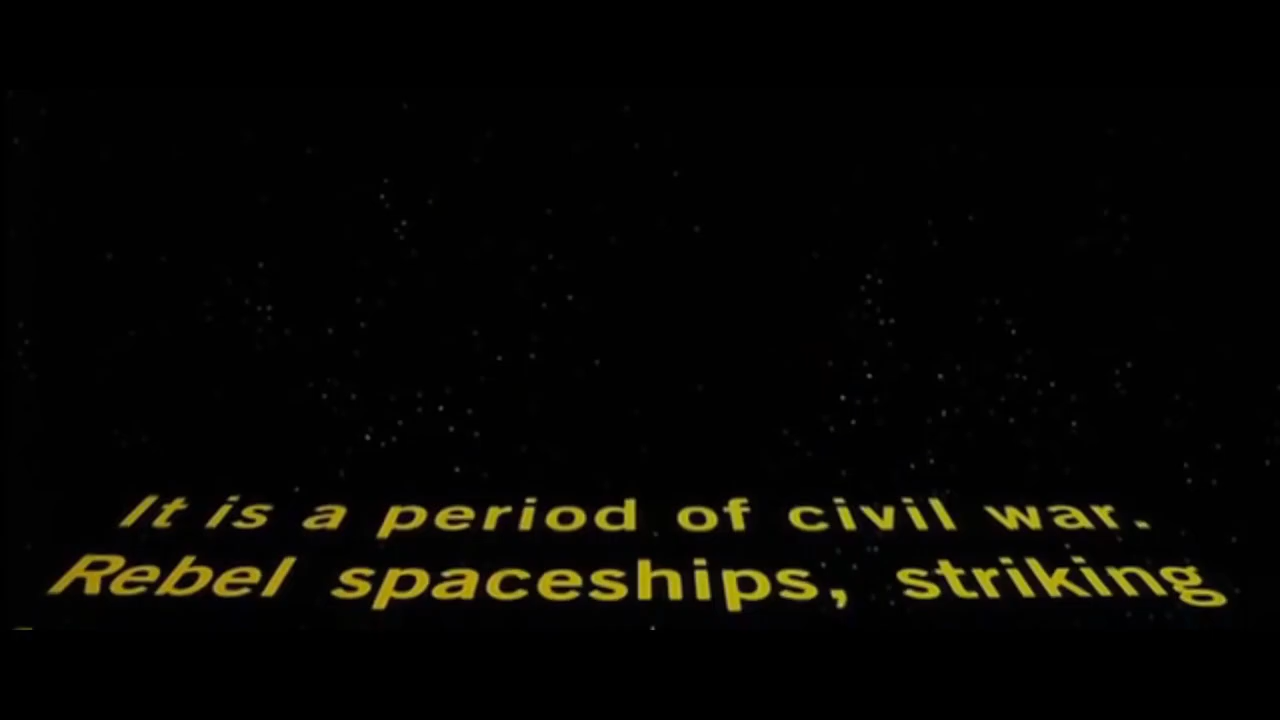 It is a period of civil war.
Rebel spaceships, striking